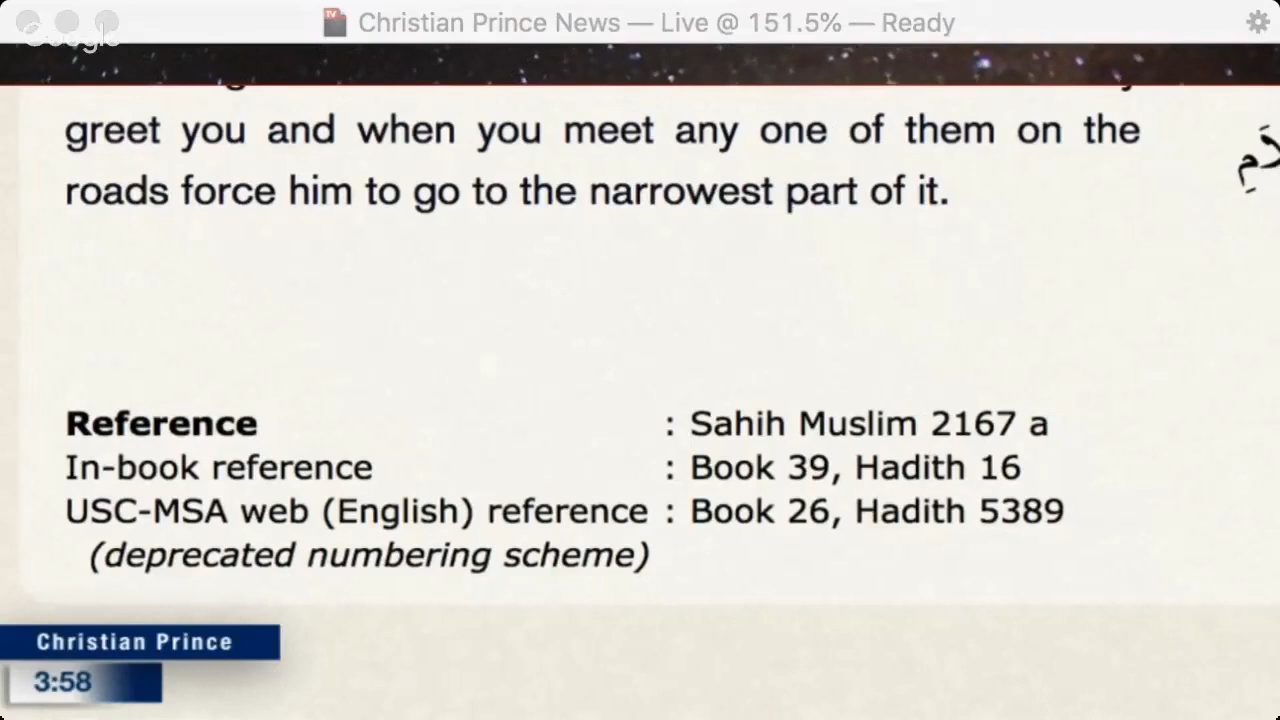 Christian Prince News — Live @ 151.5% — Ready
Google
greet you and when you meet any one of them on the
roads force him to go to the narrowest part of it.
Reference : Sahih Muslim 2167 a
In-book reference : Book 39, Hadith 16
USC-MSA web (English) reference : Book 26, Hadith 5389
(deprecated numbering scheme)
Christian Prince
3:58